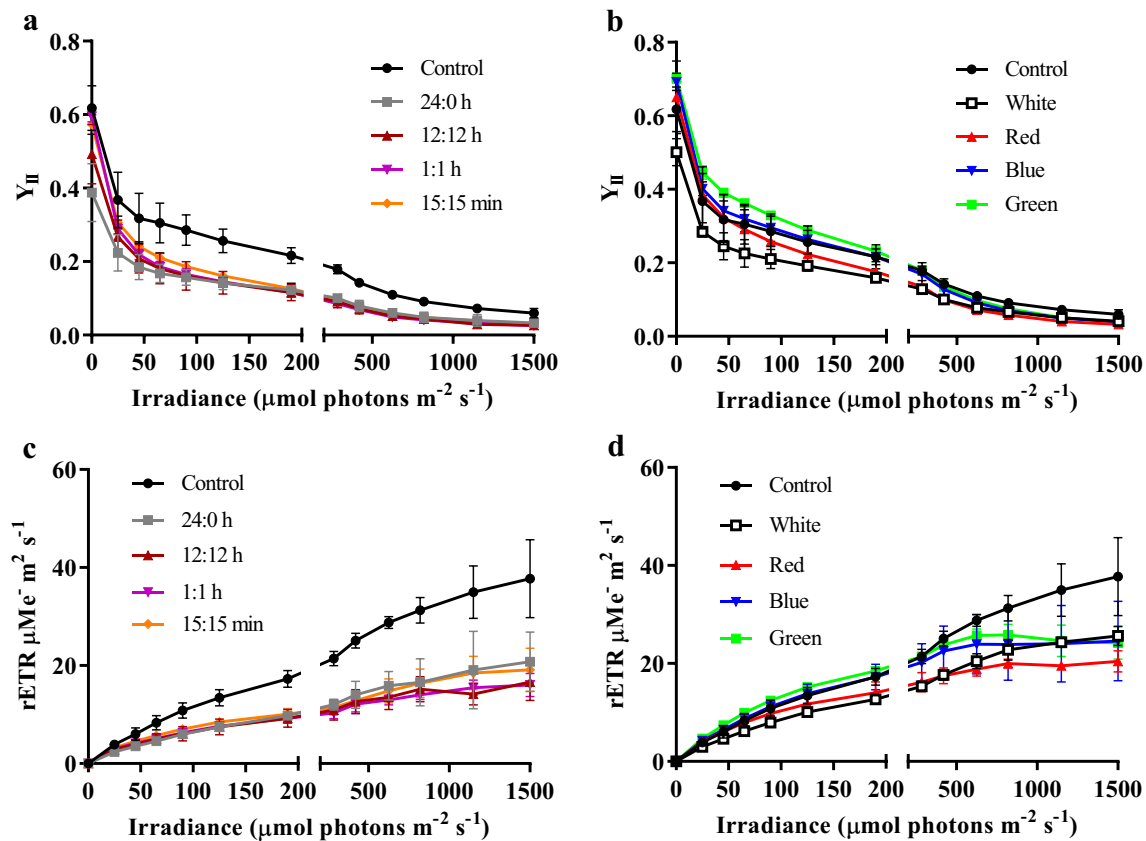 a
Y_II
0.8
0.6
0.4
0.2
0.0
Control
24:0 h
12:12 h
1:1 h
15:15 min
0 50 100 150 200 500 1000 1500
Irradiance (μmol photons m⁻² s⁻¹)
b
Y_II
0.8
0.6
0.4
0.2
0.0
Control
White
Red
Blue
Green
0 50 100 150 200 500 1000 1500
Irradiance (μmol photons m⁻² s⁻¹)
c
rETR μMe⁻ m² s⁻¹
60
40
20
0
Control
24:0 h
12:12 h
1:1 h
15:15 min
0 50 100 150 200 500 1000 1500
Irradiance (μmol photons m⁻² s⁻¹)
d
rETR μMe⁻ m² s⁻¹
60
40
20
0
Control
White
Red
Blue
Green
0 50 100 150 200 500 1000 1500
Irradiance (μmol photons m⁻² s⁻¹)